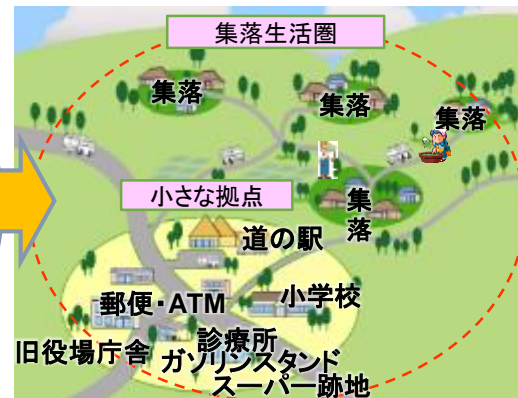 集落生活圏
集落
集落
集落
集落
小さな拠点
道の駅
郵便・ATM
小学校
診療所
旧役場庁舎
ガソリンスタンド
スーパー跡地